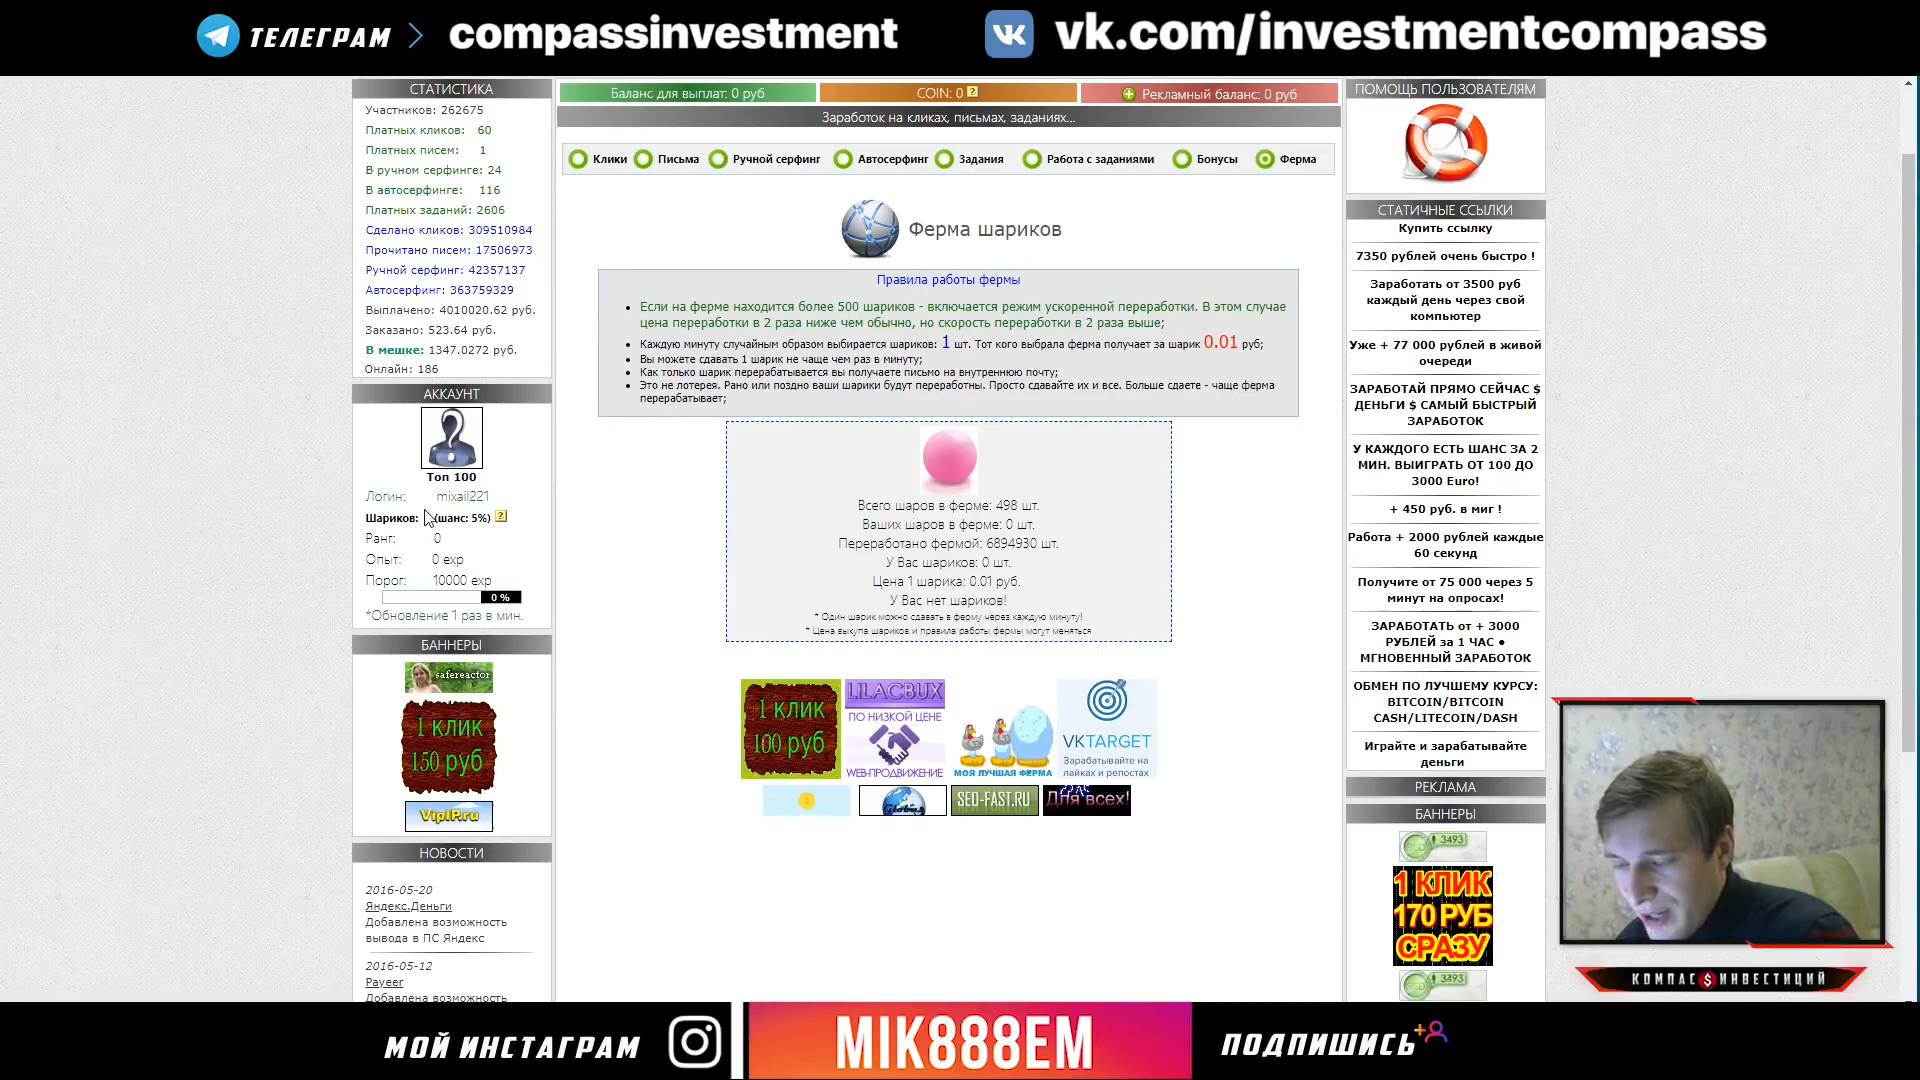 ТЕЛЕГРАМ
compassinvestment
vk.com/investmentcompass
СТАТИСТИКА
Участников: 262675
Платных кликов: 60
Платных писем: 1
В ручном серфинге: 24
В автосерфинге: 116
Платных заданий: 2606
Сделано кликов: 309510984
Прочитано писем: 17506973
Ручной серфинг: 42357137
Автосерфинг: 363759329
Выплачено: 4010020.62 руб.
Заказано: 523.64 руб.
В мешке: 1347.0272 руб.
Онлайн: 186
АККАУНТ
Топ 100
Логин: mixail221
Шариков: (шанс: 5%) ?
Ранг: 0
Опыт: 0 exp
Порог: 10000 exp
0 %
*Обновление 1 раз в мин.
БАННЕРЫ
safereactor
1 клик
150 руб
VipIP.ru
НОВОСТИ
2016-05-20
Яндекс.Деньги
Добавлена возможность
вывода в ПС Яндекс
2016-05-12
Payeer
Добавлена возможность
Баланс для выплат: 0 руб
COIN: 0 ?
Рекламный баланс: 0 руб
Заработок на кликах, письмах, заданиях...
Клики
Письма
Ручной серфинг
Автосерфинг
Задания
Работа с заданиями
Бонусы
Ферма
Ферма шариков
Правила работы фермы
Если на ферме находится более 500 шариков - включается режим ускоренной переработки. В этом случае
цена переработки в 2 раза ниже чем обычно, но скорость переработки в 2 раза выше;
Каждую минуту случайным образом выбирается шариков: 1 шт. Тот кого выбрала ферма получает за шарик 0.01 руб;
Вы можете сдавать 1 шарик не чаще чем раз в минуту;
Как только шарик перерабатывается вы получаете письмо на внутреннюю почту;
Это не лотерея. Рано или поздно ваши шарики будут переработны. Просто сдавайте их и все. Больше сдаете - чаще ферма
перерабатывает;
Всего шаров в ферме: 498 шт.
Ваших шаров в ферме: 0 шт.
Переработано фермой: 6894930 шт.
У Вас шариков: 0 шт.
Цена 1 шарика: 0.01 руб.
У Вас нет шариков!
* Один шарик можно сдавать в ферму через каждую минуту!
* Цена выкупа шариков и правила работы фермы могут меняться
1 клик
100 руб
LILACBUX
ПО НИЗКОЙ ЦЕНЕ
WEB-ПРОДВИЖЕНИЕ
МОЯ ЛУЧШАЯ ФЕРМА
VKTARGET
Зарабатывайте на
лайках и репостах
Globus
SEO-FAST.RU
Для всех!
ПОМОЩЬ ПОЛЬЗОВАТЕЛЯМ
СТАТИЧНЫЕ ССЫЛКИ
Купить ссылку
7350 рублей очень быстро !
Заработать от 3500 руб
каждый день через свой
компьютер
Уже + 77 000 рублей в живой
очереди
ЗАРАБОТАЙ ПРЯМО СЕЙЧАС $
ДЕНЬГИ $ САМЫЙ БЫСТРЫЙ
ЗАРАБОТОК
У КАЖДОГО ЕСТЬ ШАНС ЗА 2
МИН. ВЫИГРАТЬ ОТ 100 ДО
3000 Euro!
+ 450 руб. в миг !
Работа + 2000 рублей каждые
60 секунд
Получите от 75 000 через 5
минут на опросах!
ЗАРАБОТАТЬ от + 3000
РУБЛЕЙ за 1 ЧАС •
МГНОВЕННЫЙ ЗАРАБОТОК
ОБМЕН ПО ЛУЧШЕМУ КУРСУ:
BITCOIN/BITCOIN
CASH/LITECOIN/DASH
Играйте и зарабатывайте
деньги
РЕКЛАМА
БАННЕРЫ
3493
1 КЛИК
170 РУБ
СРАЗУ
3493
КОМПАС $ ИНВЕСТИЦИЙ
МОЙ ИНСТАГРАМ
MIK888EM
ПОДПИШИСЬ